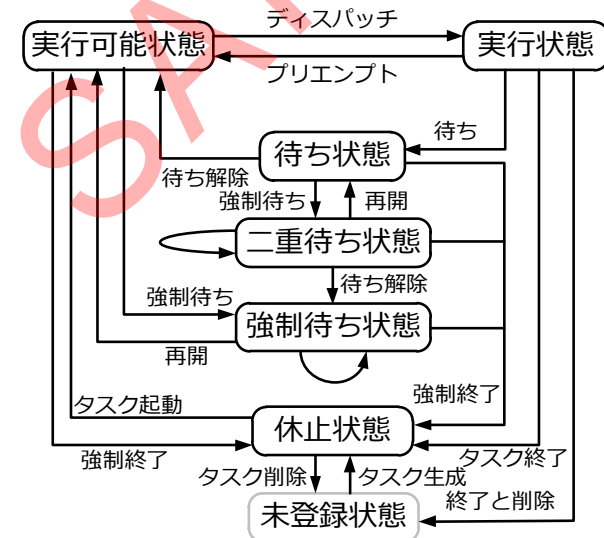 ディスパッチ
実行可能状態
実行状態
プリエンプト
待ち
待ち状態
待ち解除
強制待ち
再開
二重待ち状態
待ち解除
強制待ち
強制待ち状態
再開
強制終了
タスク起動
休止状態
強制終了
タスク終了
タスク削除
タスク生成
終了と削除
未登録状態